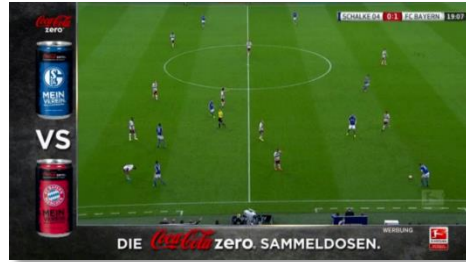 Coca-Cola
zero
SCHALKE 04 0:1 FC BAYERN 19:07
MEIN
VEREIN
VS
MEIN
WERBUNG
DIE Coca-Cola zero. SAMMELDOSEN.